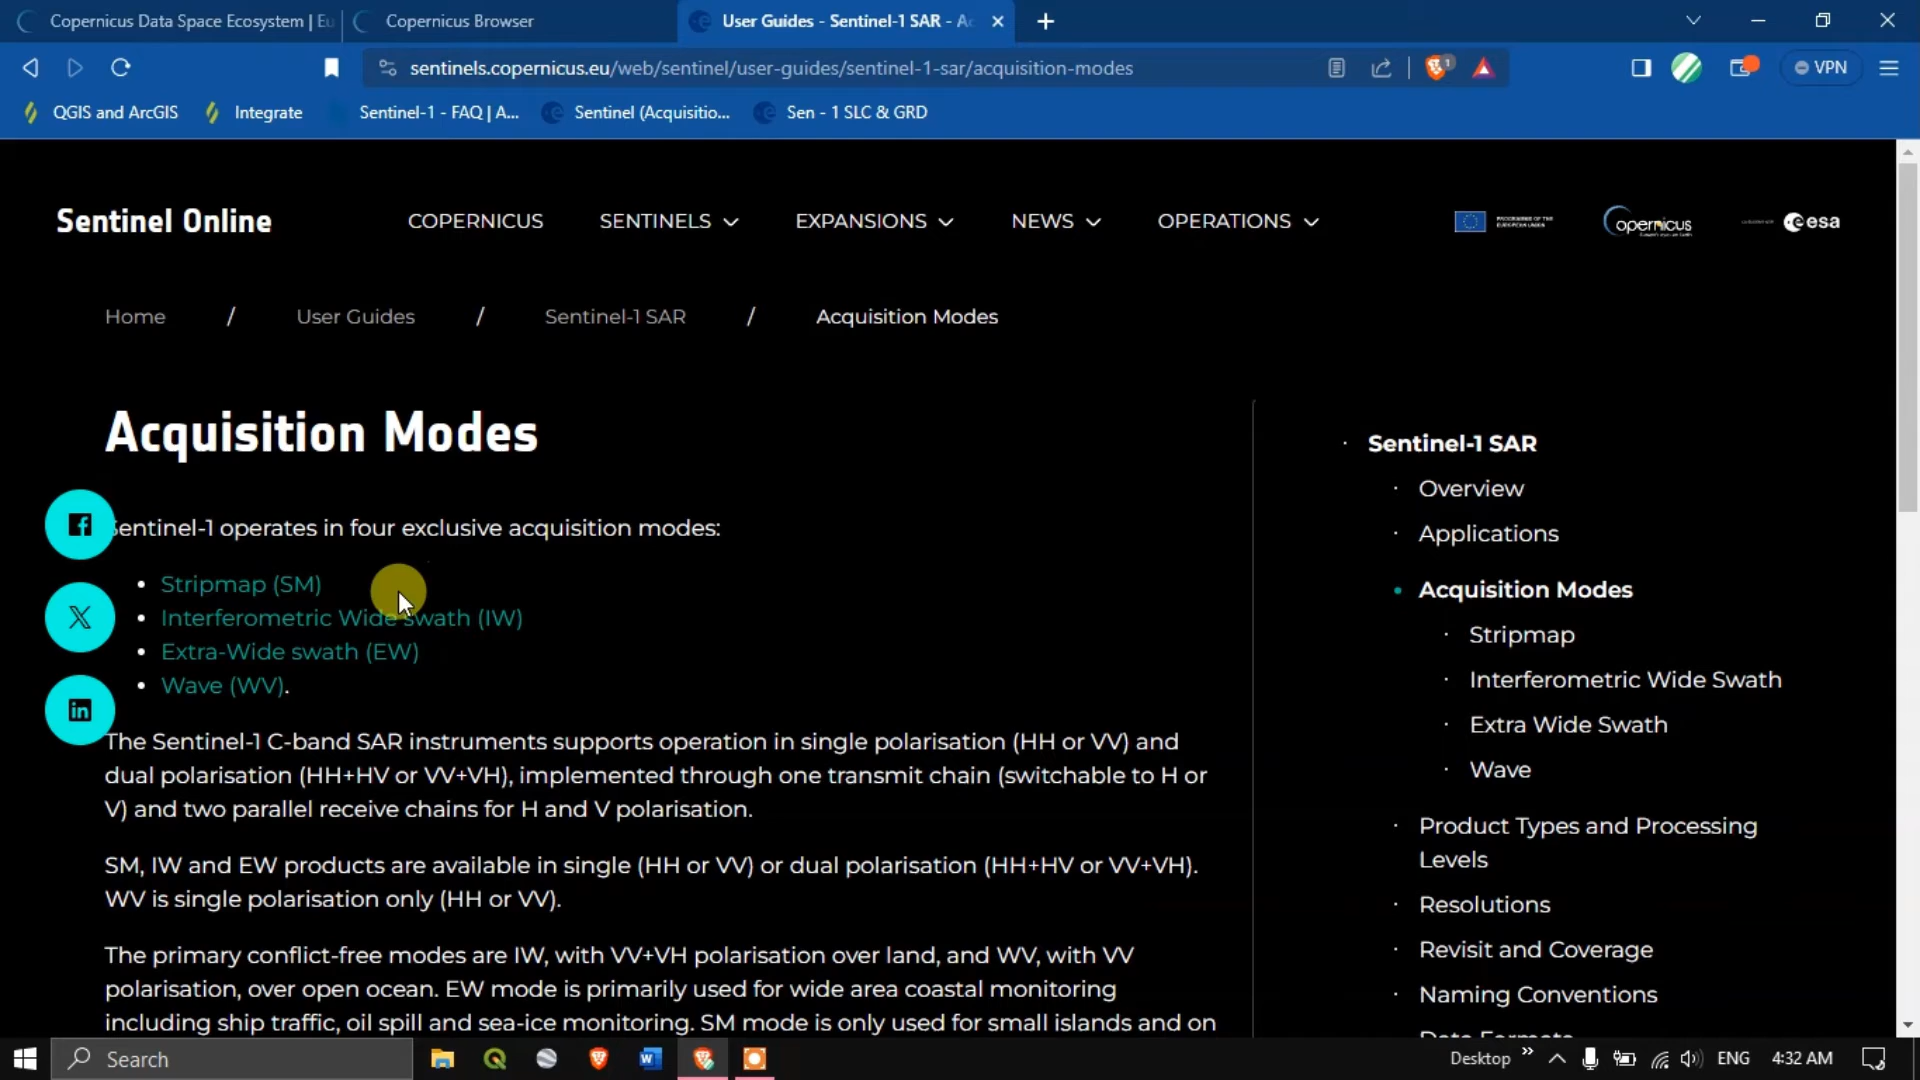 Copernicus Data Space Ecosystem | Eu
Copernicus Browser
User Guides - Sentinel-1 SAR - Ac
sentinels.copernicus.eu/web/sentinel/user-guides/sentinel-1-sar/acquisition-modes
1
VPN
QGIS and ArcGIS
Integrate
Sentinel-1 - FAQ | A...
Sentinel (Acquisitio...
Sen - 1 SLC & GRD
Sentinel Online
COPERNICUS
SENTINELS
EXPANSIONS
NEWS
OPERATIONS
PROGRAMME OF THE
EUROPEAN UNION
opernicus
esa
Home / User Guides / Sentinel-1 SAR / Acquisition Modes
Acquisition Modes
Sentinel-1 operates in four exclusive acquisition modes:
• Stripmap (SM)
• Interferometric Wide swath (IW)
• Extra-Wide swath (EW)
• Wave (WV).
The Sentinel-1 C-band SAR instruments supports operation in single polarisation (HH or VV) and
dual polarisation (HH+HV or VV+VH), implemented through one transmit chain (switchable to H or
V) and two parallel receive chains for H and V polarisation.
SM, IW and EW products are available in single (HH or VV) or dual polarisation (HH+HV or VV+VH).
WV is single polarisation only (HH or VV).
The primary conflict-free modes are IW, with VV+VH polarisation over land, and WV, with VV
polarisation, over open ocean. EW mode is primarily used for wide area coastal monitoring
including ship traffic, oil spill and sea-ice monitoring. SM mode is only used for small islands and on
· Sentinel-1 SAR
· Overview
· Applications
• Acquisition Modes
· Stripmap
· Interferometric Wide Swath
· Extra Wide Swath
· Wave
· Product Types and Processing
Levels
· Resolutions
· Revisit and Coverage
· Naming Conventions
· Data Formats
Search
Desktop
ENG
4:32 AM